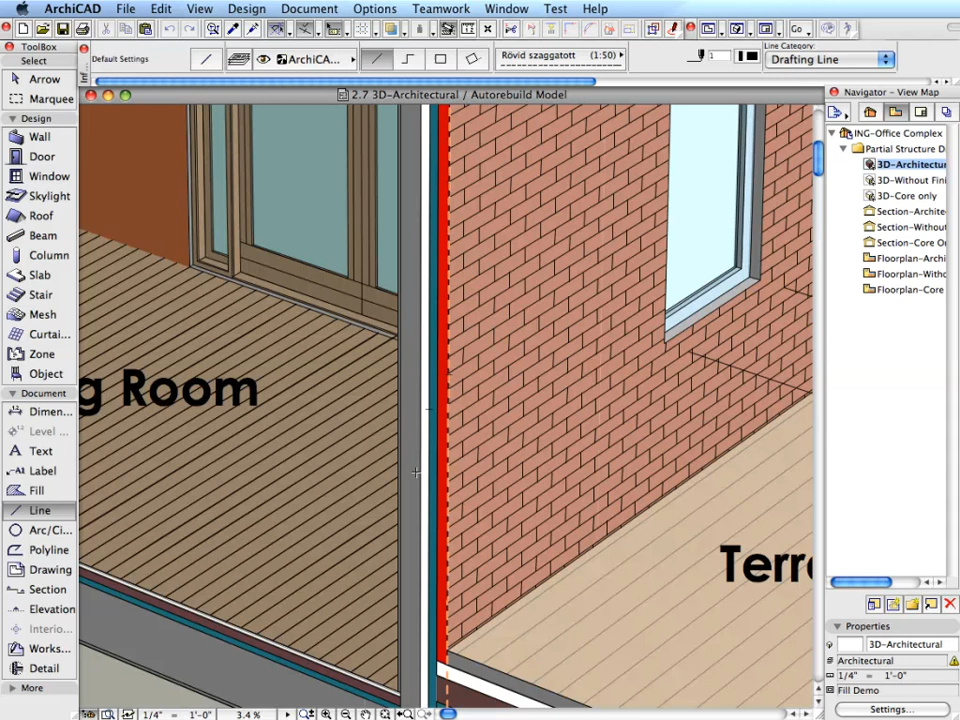 ArchiCAD File Edit View Design Document Options Teamwork Window Test Help
Go...
ToolBox
Default Settings
ArchiC...
Rövid szaggatott (1:50)
1
Line Category:
Drafting Line
Select
Arrow
Marquee
Design
Wall
Door
Window
Skylight
Roof
Beam
Column
Slab
Stair
Mesh
Curtai...
Zone
Object
Document
Dimen...
Level ...
Text
Label
Fill
Line
Arc/Ci...
Polyline
Drawing
Section
Elevation
Interio...
Works...
Detail
More
2.7 3D-Architectural / Autorebuild Model
g Room
Terr
1/4" = 1'-0"
3.4 %
Navigator - View Map
ING-Office Complex
Partial Structure D
3D-Architectur
3D-Without Fini
3D-Core only
Section-Archite
Section-Without
Section-Core O
Floorplan-Archi
Floorplan-Witho
Floorplan-Core
Properties
3D-Architectural
Architectural
1/4" = 1'-0"
Fill Demo
Settings...